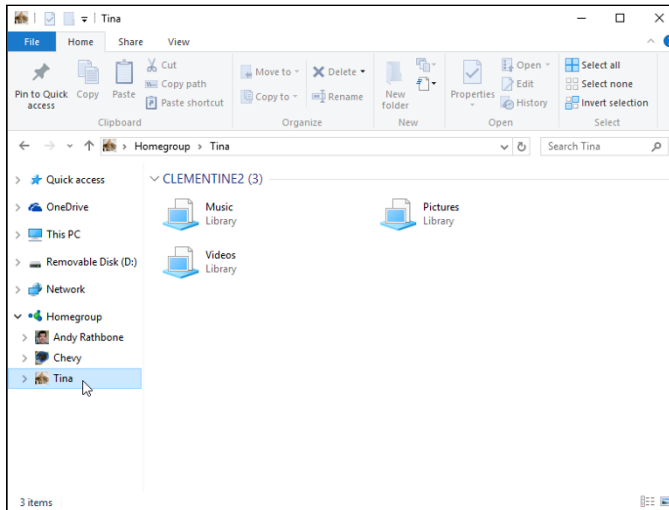 Tina
File Home Share View
Pin to Quick access
Copy
Paste
Cut
Copy path
Paste shortcut
Clipboard
Move to
Copy to
Delete
Rename
Organize
New folder
New
Properties
Open
Edit
History
Open
Select all
Select none
Invert selection
Select
Homegroup > Tina
Search Tina
Quick access
OneDrive
This PC
Removable Disk (D:)
Network
Homegroup
Andy Rathbone
Chevy
Tina
CLEMENTINE2 (3)
Music
Library
Pictures
Library
Videos
Library
3 items